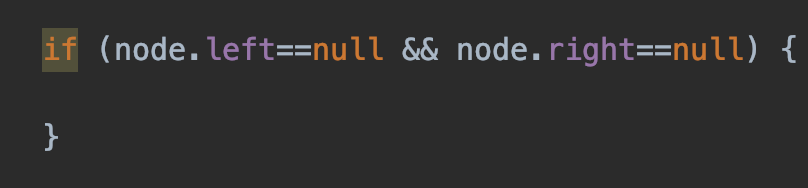 if (node.left==null && node.right==null) {
}